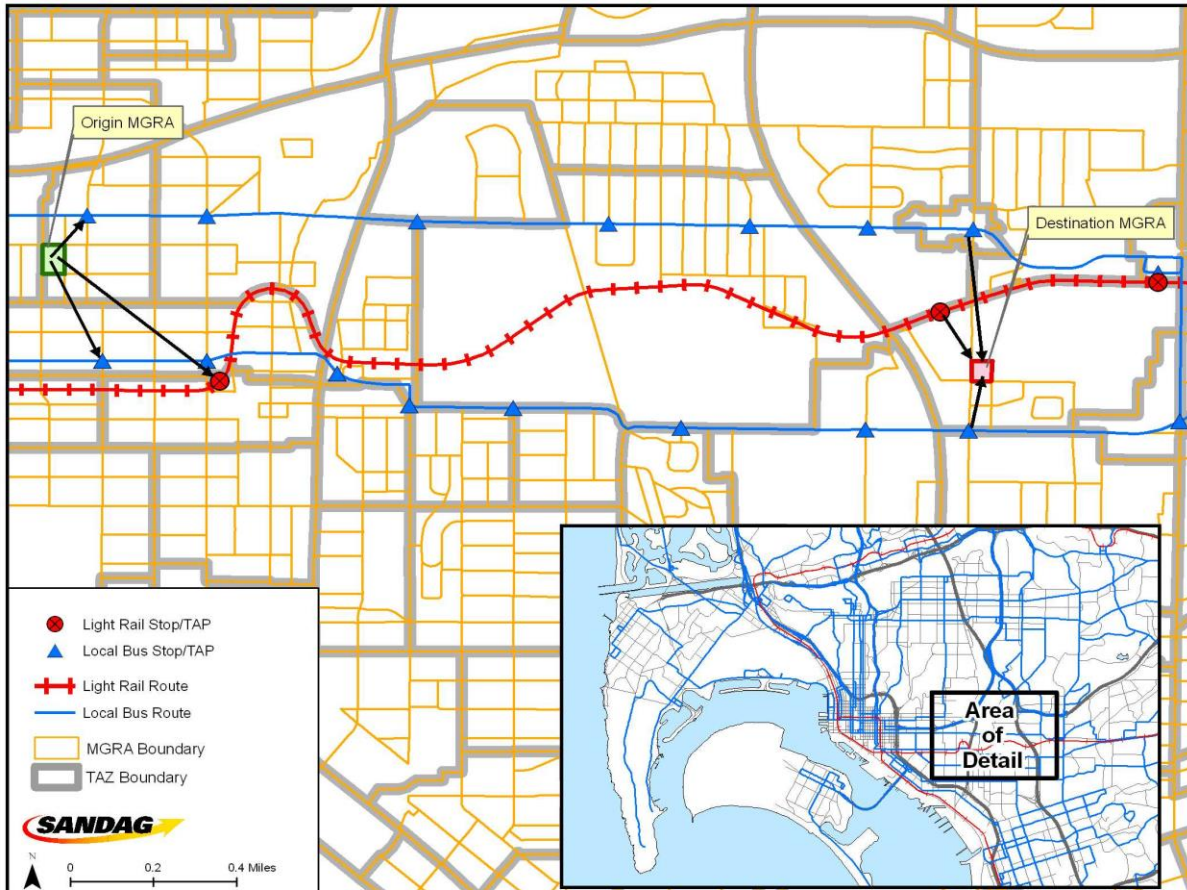 Origin MGRA
Destination MGRA
Light Rail Stop/TAP
Local Bus Stop/TAP
Light Rail Route
Local Bus Route
MGRA Boundary
TAZ Boundary
SANDAG
N
0 0.2 0.4 Miles
Area
of
Detail